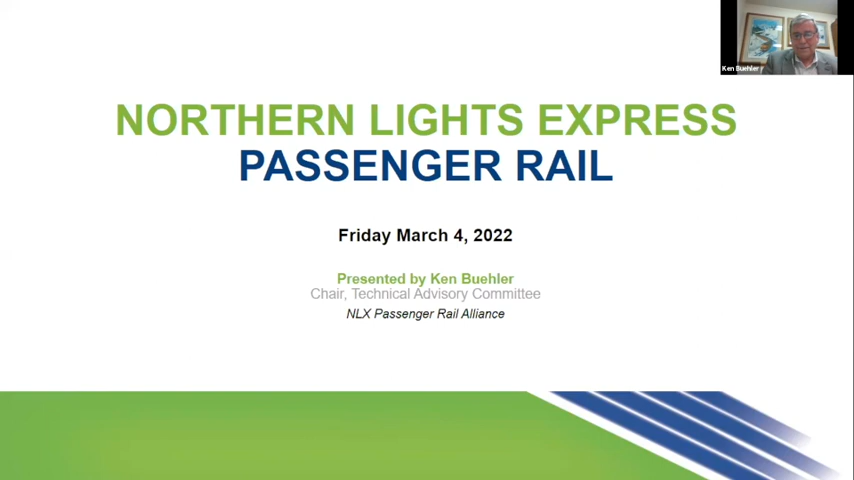 Ken Buehler
NORTHERN LIGHTS EXPRESS
PASSENGER RAIL
Friday March 4, 2022
Presented by Ken Buehler
Chair, Technical Advisory Committee
NLX Passenger Rail Alliance